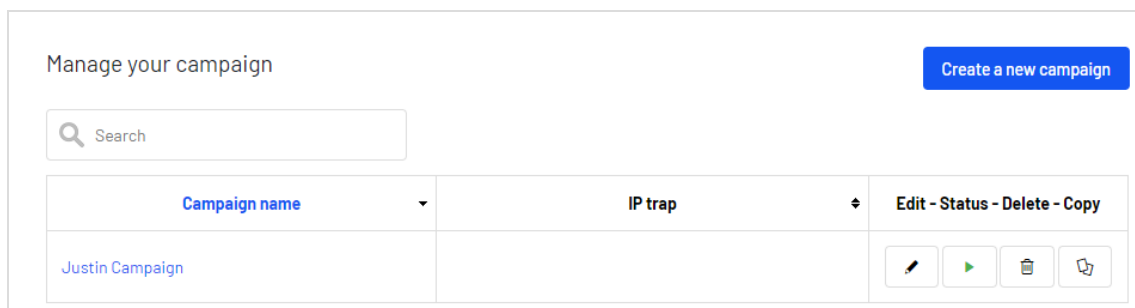 Manage your campaign
Create a new campaign
Search
Campaign name IP trap Edit - Status - Delete - Copy
Justin Campaign